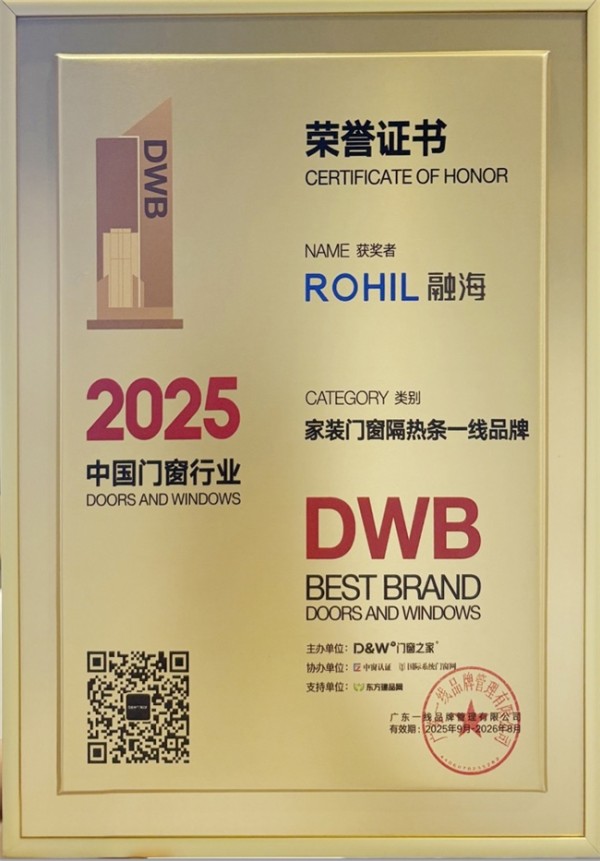 DWB
荣誉证书
CERTIFICATE OF HONOR
NAME 获奖者
ROHIL 融海
2025
中国门窗行业
DOORS AND WINDOWS
CATEGORY 类别
家装门窗隔热条一线品牌
DWB
BEST BRAND
DOORS AND WINDOWS
主办单位: D&W® 门窗之家
协办单位: 中窗认证 国际系统门窗网
支持单位: 东方臻品网
广东一线品牌管理有限公司
有效期: 2025年9月-2026年8月